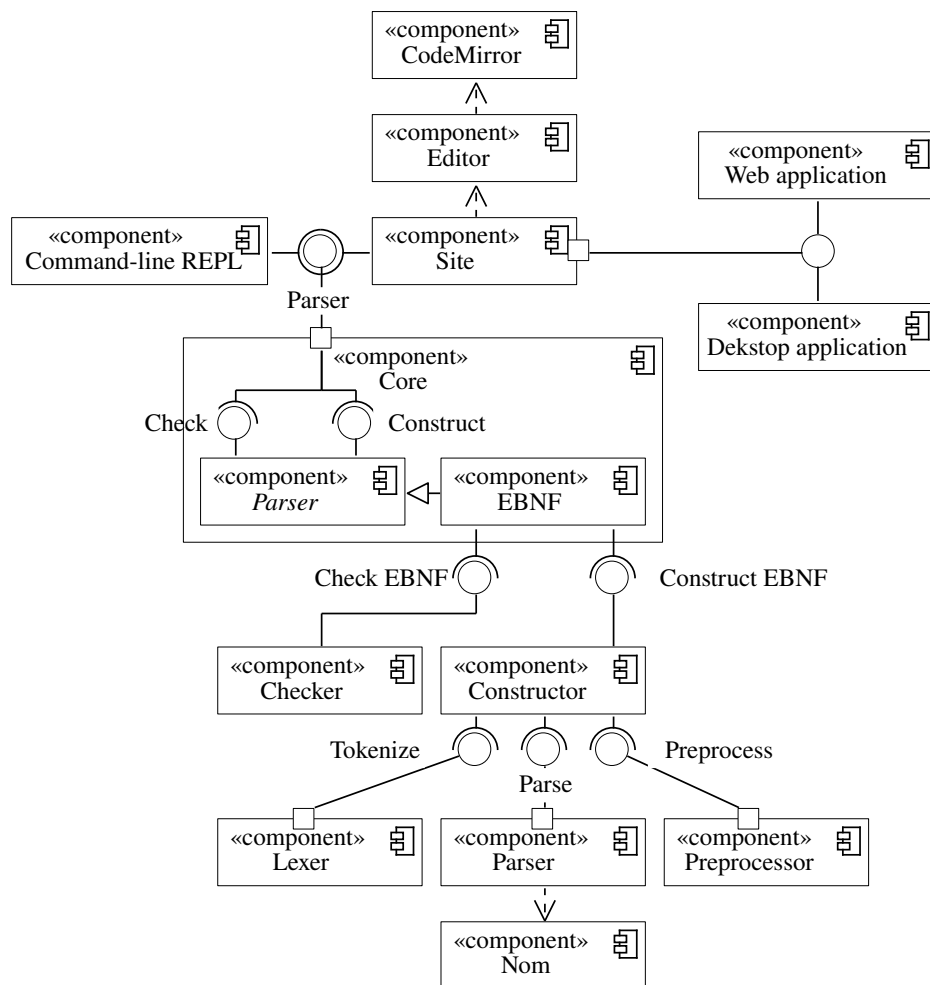 «component»
CodeMirror
«component»
Editor
«component»
Web application
«component»
Command-line REPL
«component»
Site
Parser
«component»
Dekstop application
«component»
Core
Check
Construct
«component»
Parser
«component»
EBNF
Check EBNF
Construct EBNF
«component»
Checker
«component»
Constructor
Tokenize
Preprocess
Parse
«component»
Lexer
«component»
Parser
«component»
Preprocessor
«component»
Nom